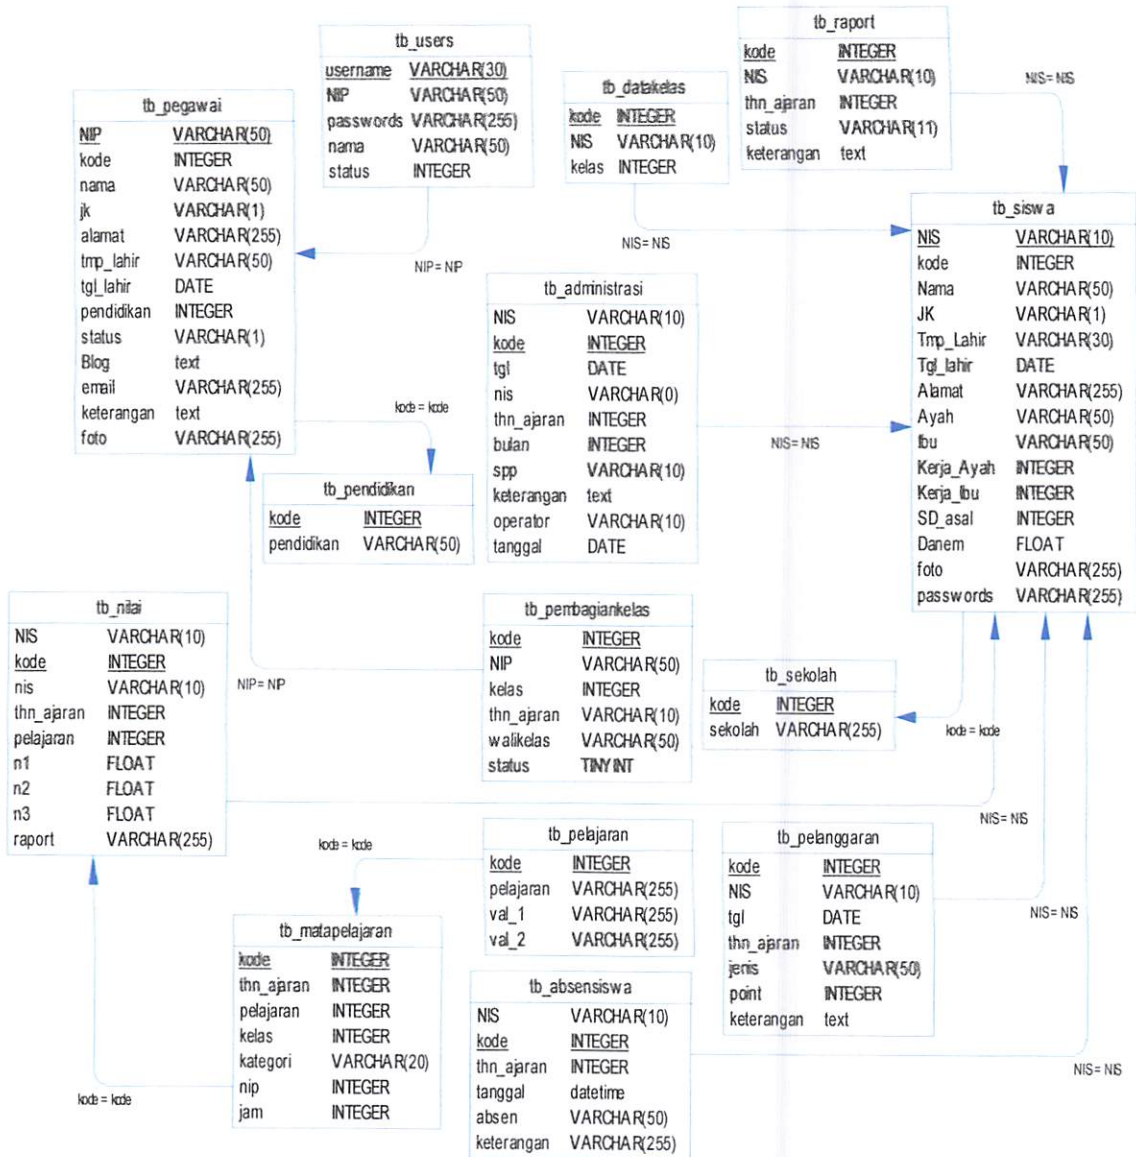 tb_raport
kode INTEGER
NIS VARCHAR(10)
thn_ajaran INTEGER
status VARCHAR(11)
keterangan text
NIS= NIS
tb_users
username VARCHAR(30)
NIP VARCHAR(50)
passwords VARCHAR(255)
nama VARCHAR(50)
status INTEGER
NIP= NIP
tb_datakelas
kode INTEGER
NIS VARCHAR(10)
kelas INTEGER
NIS= NIS
tb_pegawai
NIP VARCHAR(50)
kode INTEGER
nama VARCHAR(50)
jk VARCHAR(1)
alamat VARCHAR(255)
tmp_lahir VARCHAR(50)
tgl_lahir DATE
pendidikan INTEGER
status VARCHAR(1)
Blog text
email VARCHAR(255)
keterangan text
foto VARCHAR(255)
kode = kode
tb_siswa
NIS VARCHAR(10)
kode INTEGER
Nama VARCHAR(50)
JK VARCHAR(1)
Tmp_Lahir VARCHAR(30)
Tgl_lahir DATE
Alamat VARCHAR(255)
Ayah VARCHAR(50)
Ibu VARCHAR(50)
Kerja_Ayah INTEGER
Kerja_Ibu INTEGER
SD_asal INTEGER
Danem FLOAT
foto VARCHAR(255)
passwords VARCHAR(255)
tb_administrasi
NIS VARCHAR(10)
kode INTEGER
tgl DATE
nis VARCHAR(0)
thn_ajaran INTEGER
bulan INTEGER
spp VARCHAR(10)
keterangan text
operator VARCHAR(10)
tanggal DATE
NIS= NIS
tb_pendidikan
kode INTEGER
pendidikan VARCHAR(50)
tb_nilai
NIS VARCHAR(10)
kode INTEGER
nis VARCHAR(10)
thn_ajaran INTEGER
pelajaran INTEGER
n1 FLOAT
n2 FLOAT
n3 FLOAT
raport VARCHAR(255)
NIP= NIP
tb_pembagiankelas
kode INTEGER
NIP VARCHAR(50)
kelas INTEGER
thn_ajaran VARCHAR(10)
walikelas VARCHAR(50)
status TINYINT
tb_sekolah
kode INTEGER
sekolah VARCHAR(255)
kode = kode
NIS= NIS
kode = kode
tb_pelajaran
kode INTEGER
pelajaran VARCHAR(255)
val_1 VARCHAR(255)
val_2 VARCHAR(255)
tb_pelanggaran
kode INTEGER
NIS VARCHAR(10)
tgl DATE
thn_ajaran INTEGER
jenis VARCHAR(50)
point INTEGER
keterangan text
NIS= NIS
tb_matapelajaran
kode INTEGER
thn_ajaran INTEGER
pelajaran INTEGER
kelas INTEGER
kategori VARCHAR(20)
nip INTEGER
jam INTEGER
kode = kode
tb_absensiswa
NIS VARCHAR(10)
kode INTEGER
thn_ajaran INTEGER
tanggal datetime
absen VARCHAR(50)
keterangan VARCHAR(255)
NIS= NIS